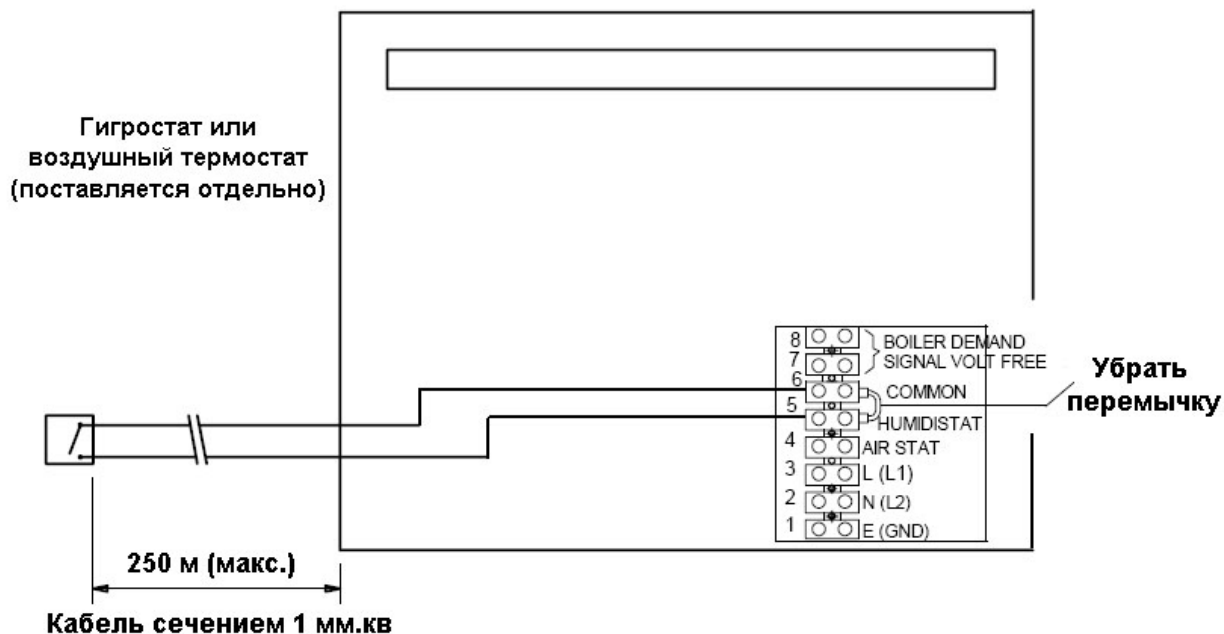 Гигростат или
воздушный термостат
(поставляется отдельно)
8 BOILER DEMAND
7 SIGNAL VOLT FREE
6 COMMON
5 HUMIDISTAT
4 AIR STAT
3 L (L1)
2 N (L2)
1 E (GND)
Убрать
перемычку
250 м (макс.)
Кабель сечением 1 мм.кв